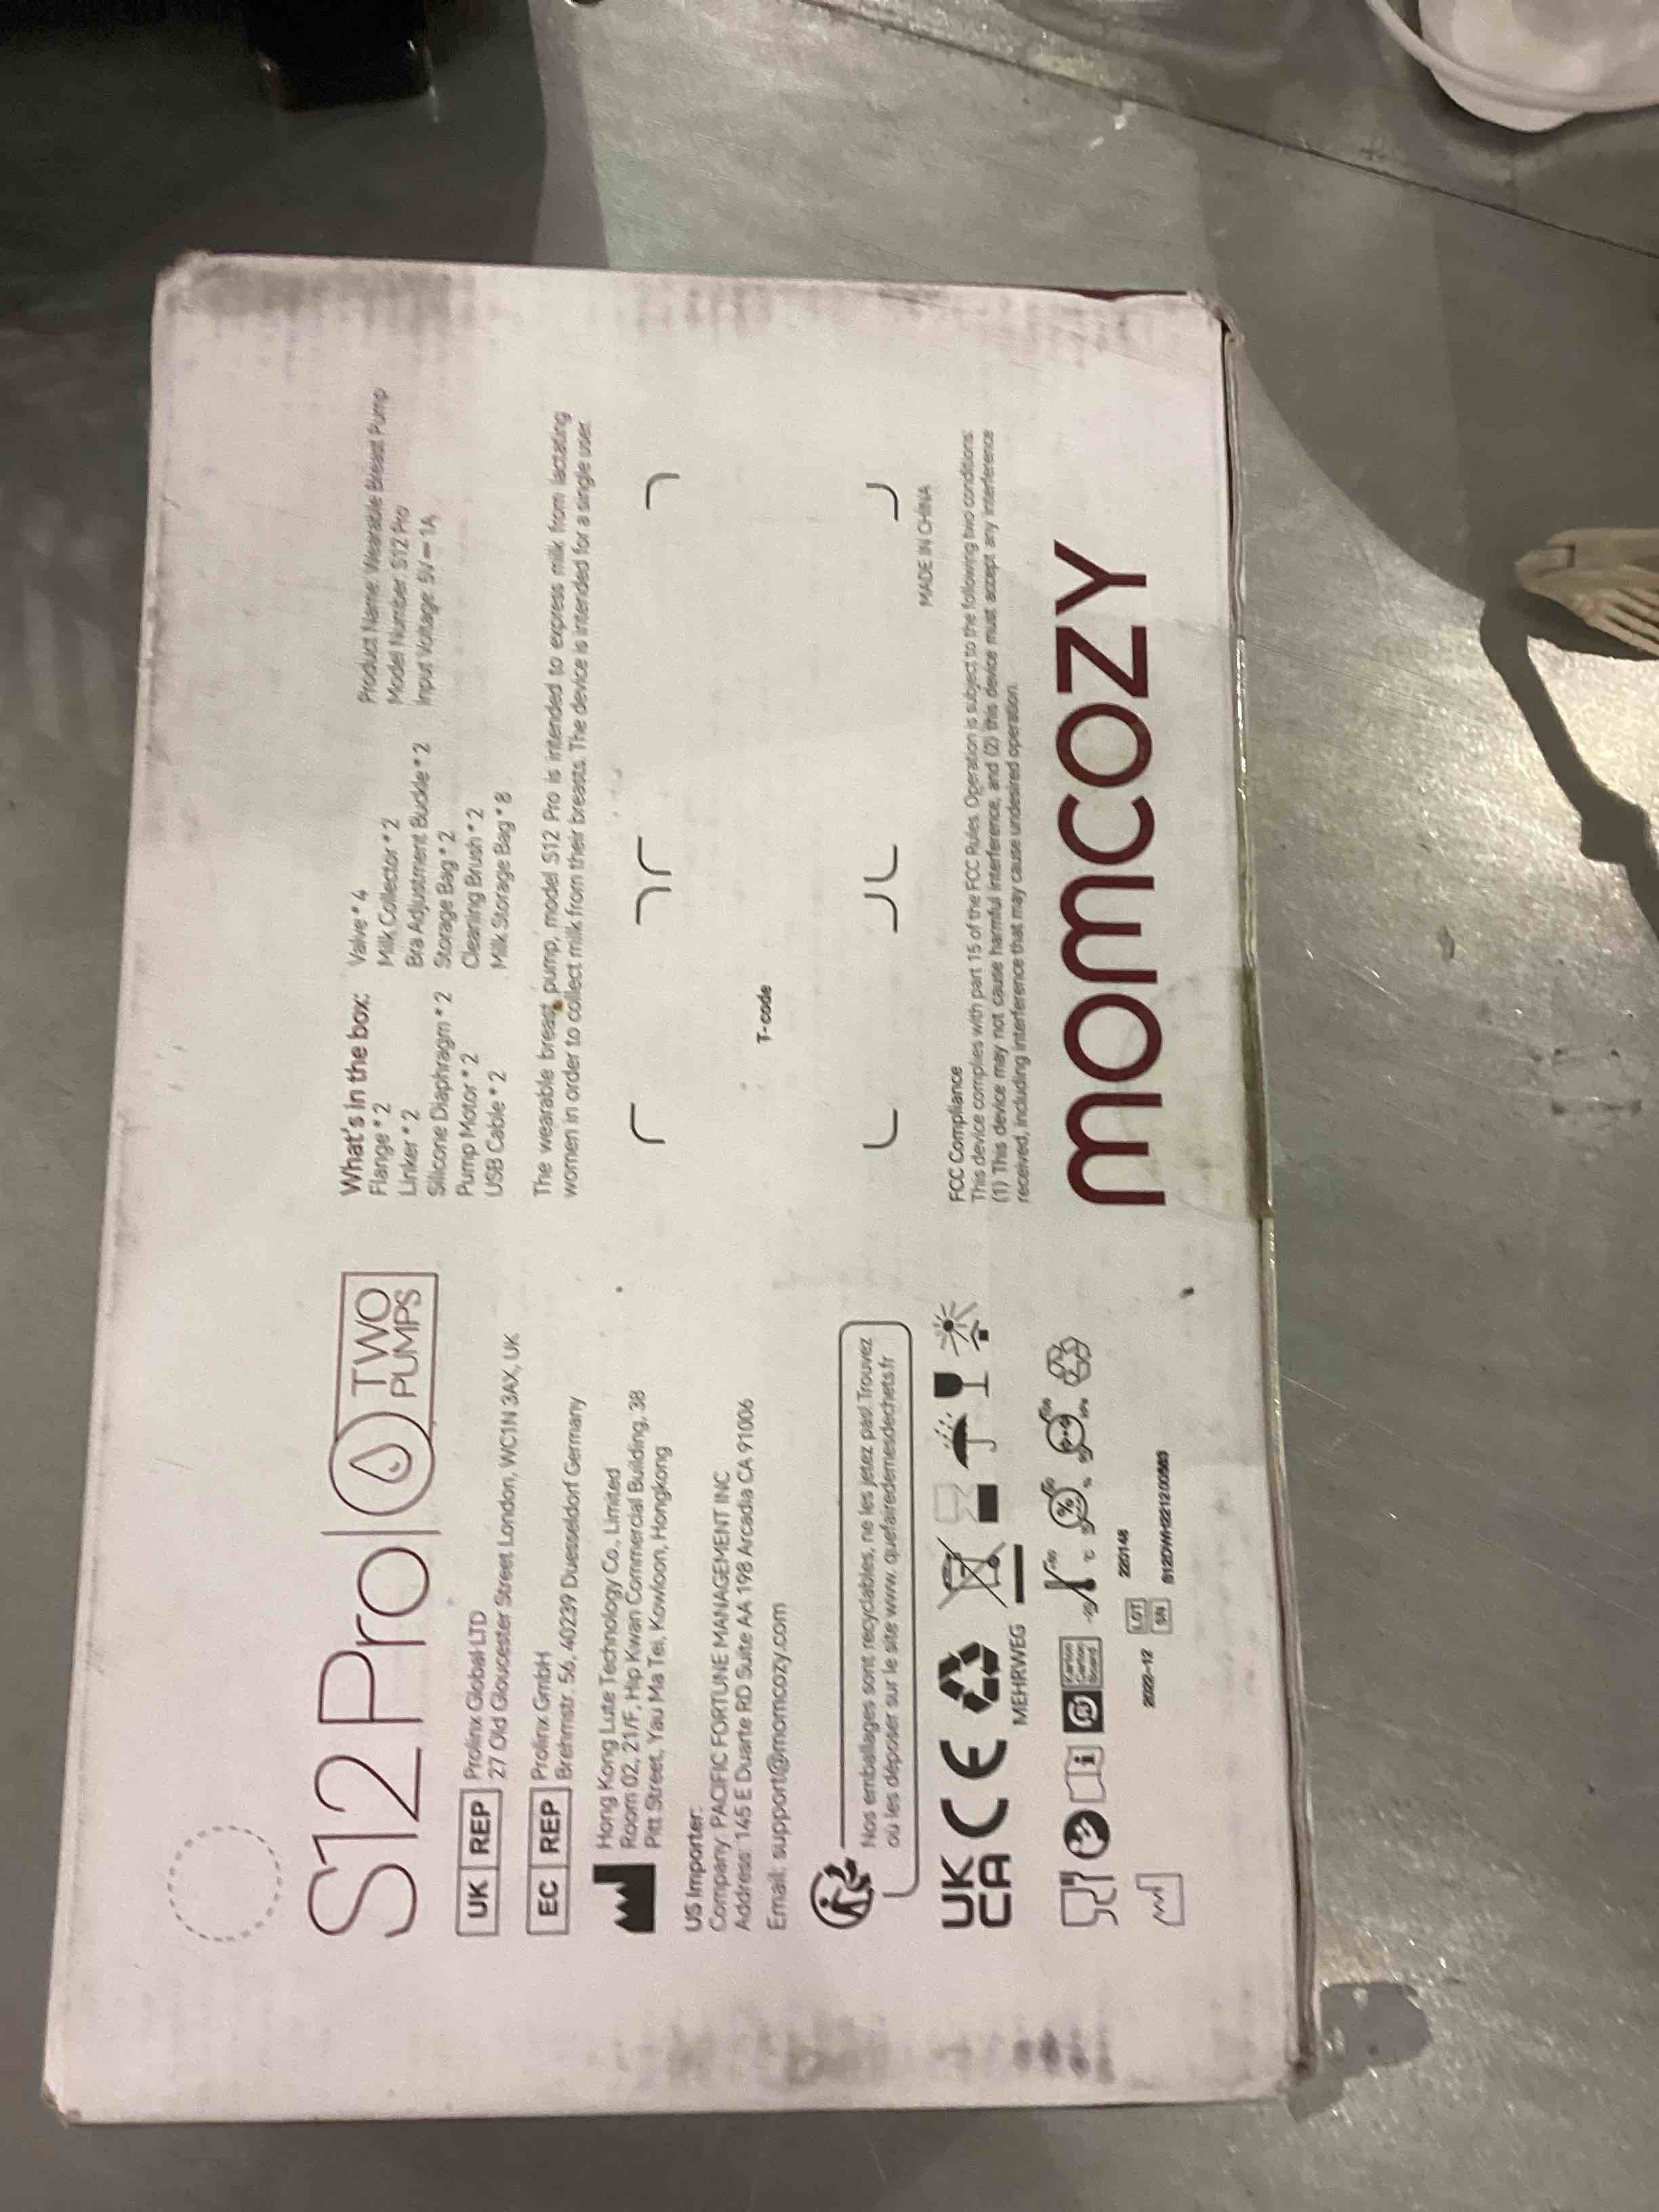 S12 Pro
TWO
PUMPS
UK REP
Prolinx Global LTD
27 Old Gloucester Street London, WC1N 3AX, UK
EC REP
Prolinx GmbH
Brehmstr. 56, 40239 Duesseldorf Germany
Hong Kong Lute Technology Co., Limited
Room 02, 21/F, Hip Kwan Commercial Building, 38
Pitt Street, Yau Ma Tei, Kowloon, Hongkong
US Importer:
Company: PACIFIC FORTUNE MANAGEMENT INC
Address: 145 E Duarte RD Suite AA 198 Arcadia CA 91006
Email: support@momcozy.com
Nos emballages sont recyclables, ne les jetez pas! Trouvez
où les déposer sur le site www. quefairedemesdechets.fr
UK
CA
CE
MEHRWEG
Carton
Carton
Board
2022-12
LOT
220148
SN
What's in the box:
Flange * 2
Linker * 2
Silicone Diaphragm * 2
Pump Motor * 2
USB Cable * 2
Valve * 4
Milk Collector * 2
Bra Adjustment Buckle * 2
Storage Bag * 2
Cleaning Brush * 2
Milk Storage Bag * 8
Product Name: Wearable Breast Pump
Model Number: S12 Pro
Input Voltage: 5V⎓1A
The wearable breast pump, model S12 Pro is intended to express milk from lactating
women in order to collect milk from their breasts. The device is intended for a single user.
T-code
MADE IN CHINA
FCC Compliance
This device complies with part 15 of the FCC Rules. Operation is subject to the following two conditions:
(1) This device may not cause harmful interference, and (2) this device must accept any interference
received, including interference that may cause undesired operation.
momcozy